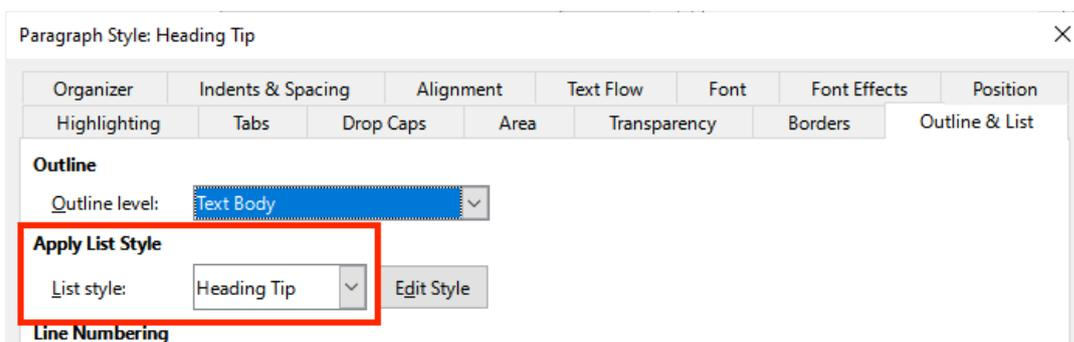 Paragraph Style: Heading Tip
Organizer Indents & Spacing Alignment Text Flow Font Font Effects Position
Highlighting Tabs Drop Caps Area Transparency Borders Outline & List
Outline
Outline level: Text Body
Apply List Style
List style: Heading Tip Edit Style
Line Numbering